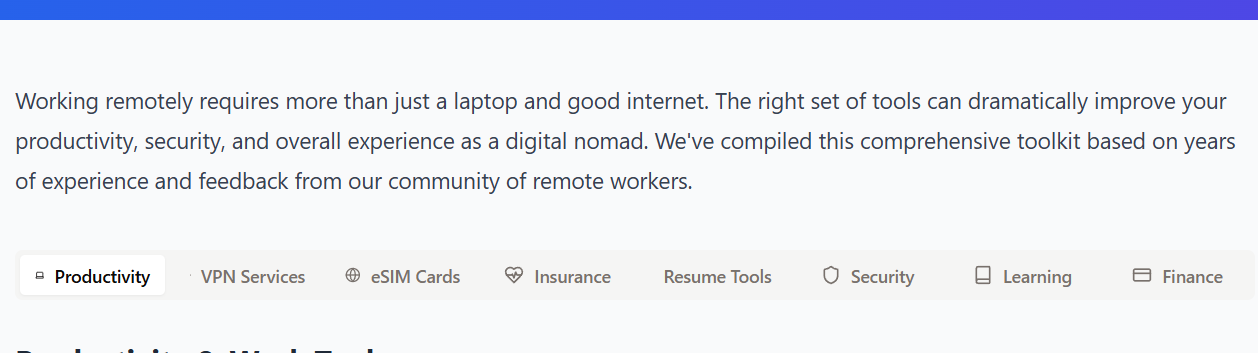 Working remotely requires more than just a laptop and good internet. The right set of tools can dramatically improve your
productivity, security, and overall experience as a digital nomad. We've compiled this comprehensive toolkit based on years
of experience and feedback from our community of remote workers.
Productivity VPN Services eSIM Cards Insurance Resume Tools Security Learning Finance